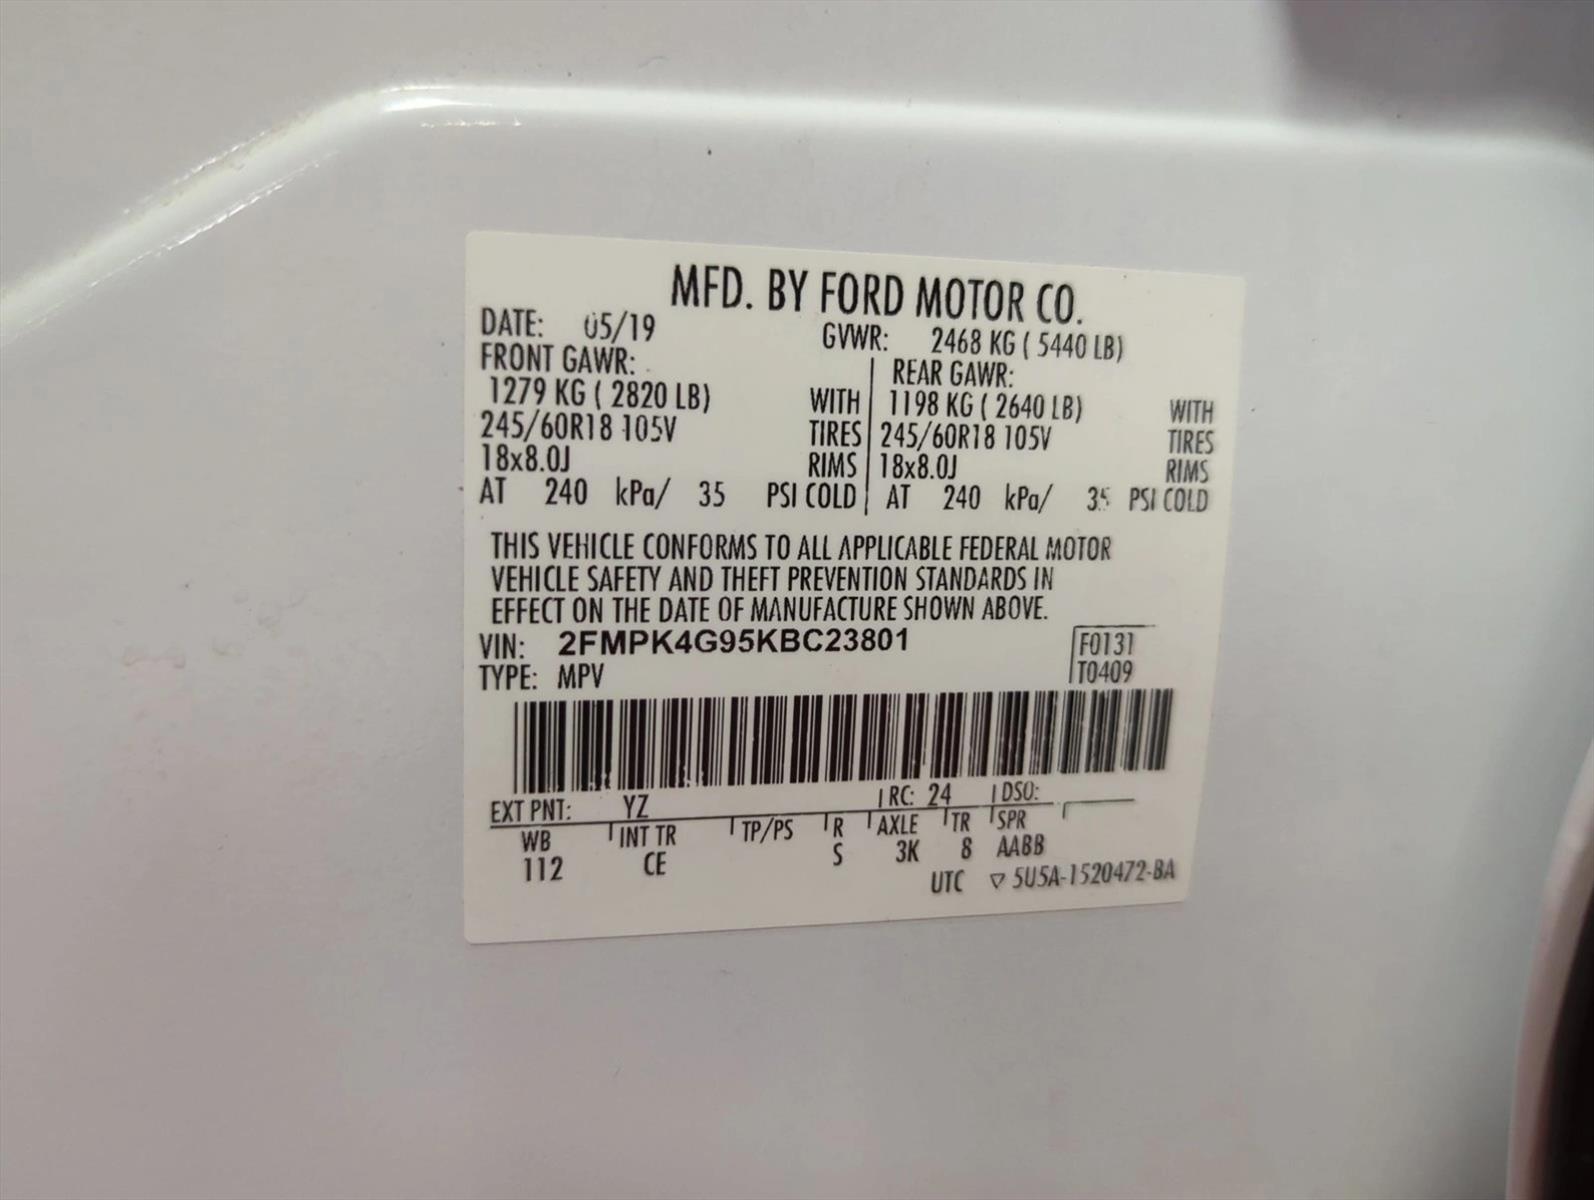 MFD. BY FORD MOTOR CO.
DATE: 05/19 GVWR: 2468 KG ( 5440 LB)
FRONT GAWR: REAR GAWR:
1279 KG ( 2820 LB) WITH 1198 KG ( 2640 LB) WITH
245/60R18 105V TIRES 245/60R18 105V TIRES
18x8.0J RIMS 18x8.0J RIMS
AT 240 kPa/ 35 PSI COLD AT 240 kPa/ 35 PSI COLD
THIS VEHICLE CONFORMS TO ALL APPLICABLE FEDERAL MOTOR
VEHICLE SAFETY AND THEFT PREVENTION STANDARDS IN
EFFECT ON THE DATE OF MANUFACTURE SHOWN ABOVE.
VIN: 2FMPK4G95KBC23801 F0131
TYPE: MPV T0409
EXT PNT: YZ RC: 24 DSO:
WB INT TR TP/PS R AXLE TR SPR
112 CE S 3K 8 AABB
UTC ▽ 5U5A-1520472-BA